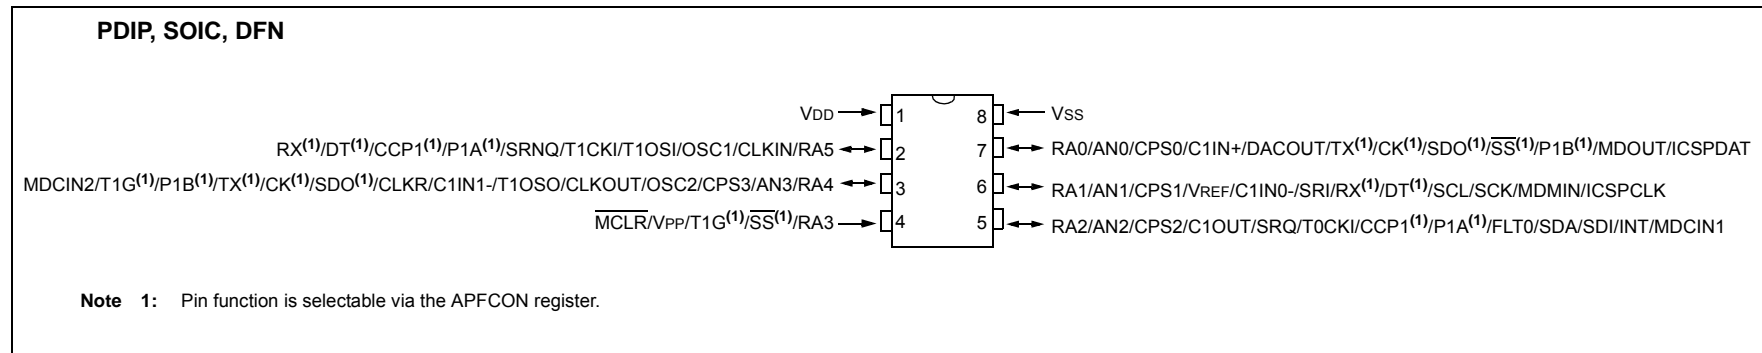 PDIP, SOIC, DFN
VDD 1 8 VSS
RX(1)/DT(1)/CCP1(1)/P1A(1)/SRNQ/T1CKI/T1OSI/OSC1/CLKIN/RA5 2 7 RA0/AN0/CPS0/C1IN+/DACOUT/TX(1)/CK(1)/SDO(1)/SS(1)/P1B(1)/MDOUT/ICSPDAT
MDCIN2/T1G(1)/P1B(1)/TX(1)/CK(1)/SDO(1)/CLKR/C1IN1-/T1OSO/CLKOUT/OSC2/CPS3/AN3/RA4 3 6 RA1/AN1/CPS1/VREF/C1IN0-/SRI/RX(1)/DT(1)/SCL/SCK/MDMIN/ICSPCLK
MCLR/VPP/T1G(1)/SS(1)/RA3 4 5 RA2/AN2/CPS2/C1OUT/SRQ/T0CKI/CCP1(1)/P1A(1)/FLT0/SDA/SDI/INT/MDCIN1
Note 1: Pin function is selectable via the APFCON register.